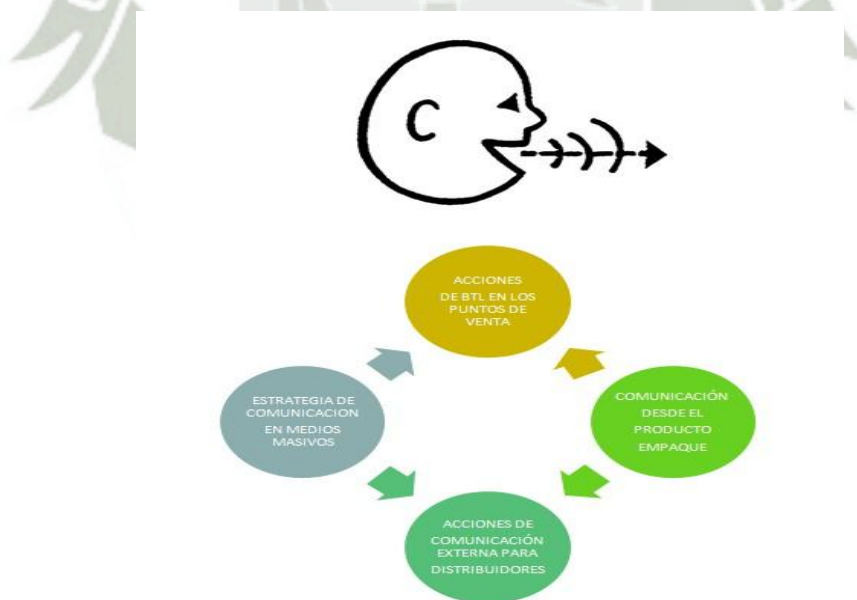 ACCIONES
DE BTL EN LOS
PUNTOS DE
VENTA
ESTRATEGIA DE
COMUNICACION
EN MEDIOS
MASIVOS
COMUNICACIÓN
DESDE EL
PRODUCTO
EMPAQUE
ACCIONES DE
COMUNICACIÓN
EXTERNA PARA
DISTRIBUIDORES